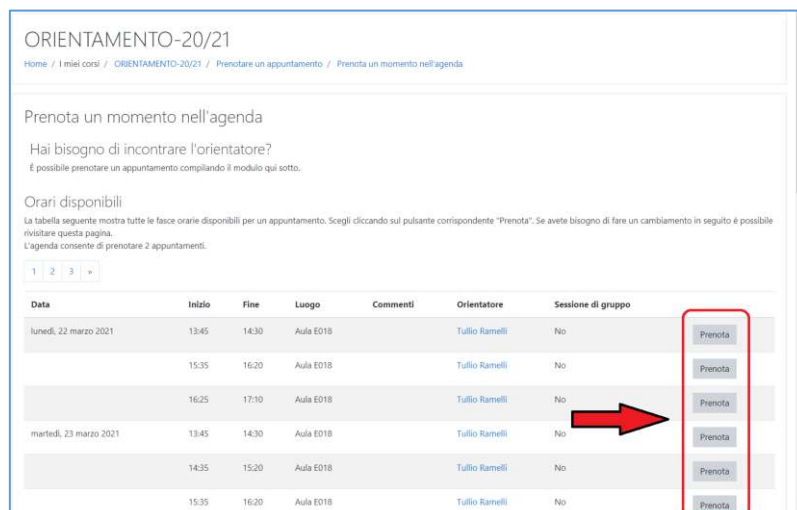 ORIENTAMENTO-20/21
Home / I miei corsi / ORIENTAMENTO-20/21 / Prenotare un appuntamento / Prenota un momento nell'agenda
Prenota un momento nell'agenda
Hai bisogno di incontrare l'orientatore?
É possibile prenotare un appuntamento compilando il modulo qui sotto.
Orari disponibili
La tabella seguente mostra tutte le fasce orarie disponibili per un appuntamento. Scegli cliccando sul pulsante corrispondente "Prenota". Se avete bisogno di fare un cambiamento in seguito è possibile
rivisitare questa pagina.
L'agenda consente di prenotare 2 appuntamenti.
1 2 3 »
Data Inizio Fine Luogo Commenti Orientatore Sessione di gruppo
lunedì, 22 marzo 2021 13:45 14:30 Aula E018 Tullio Ramelli No Prenota
15:35 16:20 Aula E018 Tullio Ramelli No Prenota
16:25 17:10 Aula E018 Tullio Ramelli No Prenota
martedì, 23 marzo 2021 13:45 14:30 Aula E018 Tullio Ramelli No Prenota
14:35 15:20 Aula E018 Tullio Ramelli No Prenota
15:35 16:20 Aula E018 Tullio Ramelli No Prenota